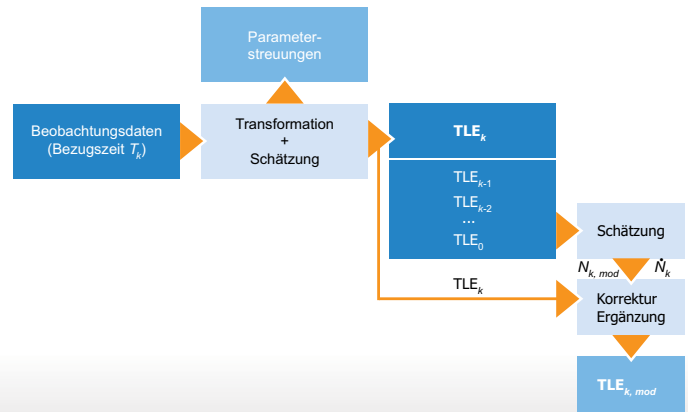 Parameter-
streuungen
Beobachtungsdaten
(Bezugszeit Tk)
Transformation
+
Schätzung
TLEk
TLEk-1
TLEk-2
...
TLE0
Schätzung
Nk, mod
Ṅk
TLEk
Korrektur
Ergänzung
TLEk, mod